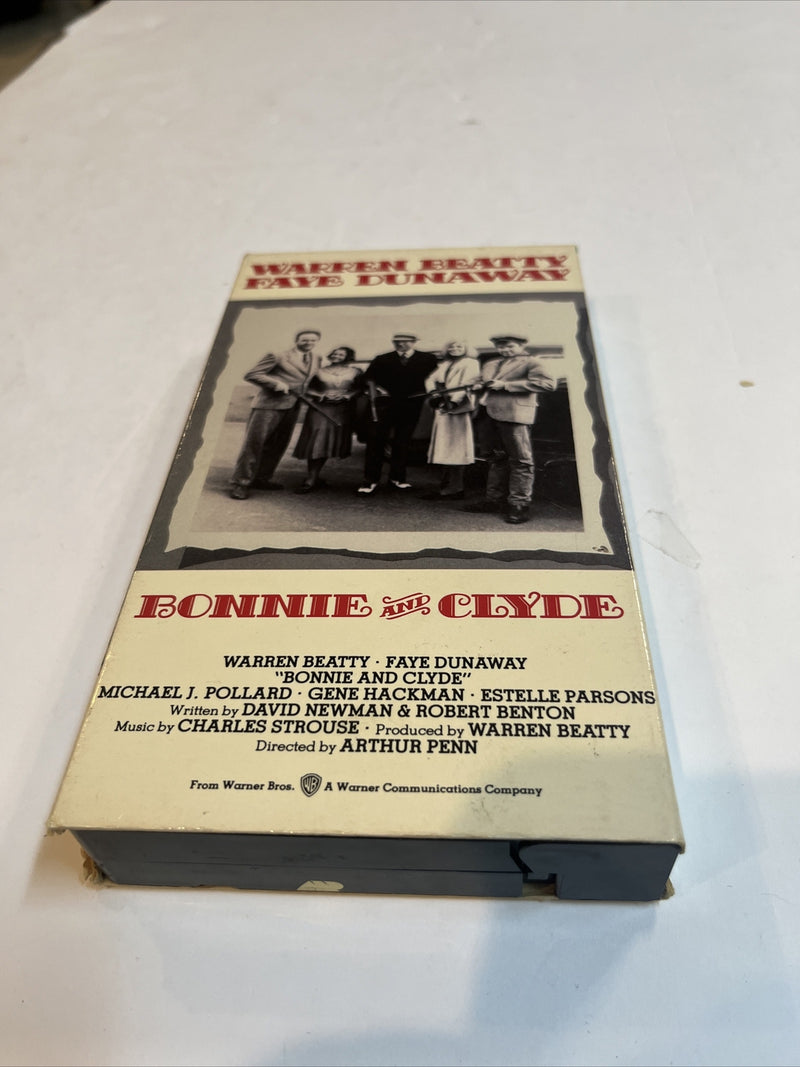 WARREN BEATTY
FAYE DUNAWAY
BONNIE AND CLYDE
WARREN BEATTY · FAYE DUNAWAY
"BONNIE AND CLYDE"
MICHAEL J. POLLARD · GENE HACKMAN · ESTELLE PARSONS
Written by DAVID NEWMAN & ROBERT BENTON
Music by CHARLES STROUSE · Produced by WARREN BEATTY
Directed by ARTHUR PENN
From Warner Bros. WB A Warner Communications Company